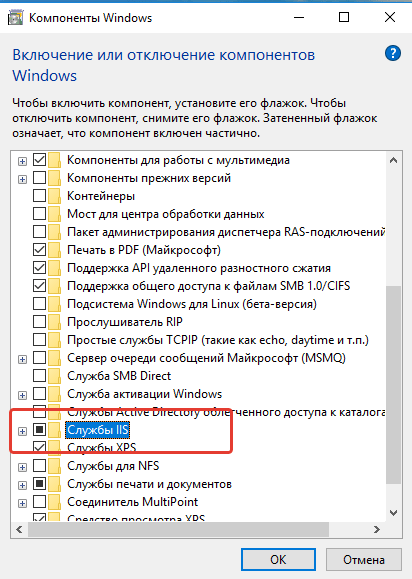 Компоненты Windows
Включение или отключение компонентов
Windows
Чтобы включить компонент, установите его флажок. Чтобы
отключить компонент, снимите его флажок. Затененный флажок
означает, что компонент включен частично.
Компоненты для работы с мультимедиа
Компоненты прежних версий
Контейнеры
Мост для центра обработки данных
Пакет администрирования диспетчера RAS-подключений
Печать в PDF (Майкрософт)
Поддержка API удаленного разностного сжатия
Поддержка общего доступа к файлам SMB 1.0/CIFS
Подсистема Windows для Linux (бета-версия)
Прослушиватель RIP
Простые службы TCPIP (такие как echo, daytime и т.п.)
Сервер очереди сообщений Майкрософт (MSMQ)
Служба SMB Direct
Служба активации Windows
Службы Active Directory облегченного доступа к каталога
Службы IIS
Службы XPS
Службы для NFS
Службы печати и документов
Соединитель MultiPoint
Средство просмотра XPS
ОК
Отмена